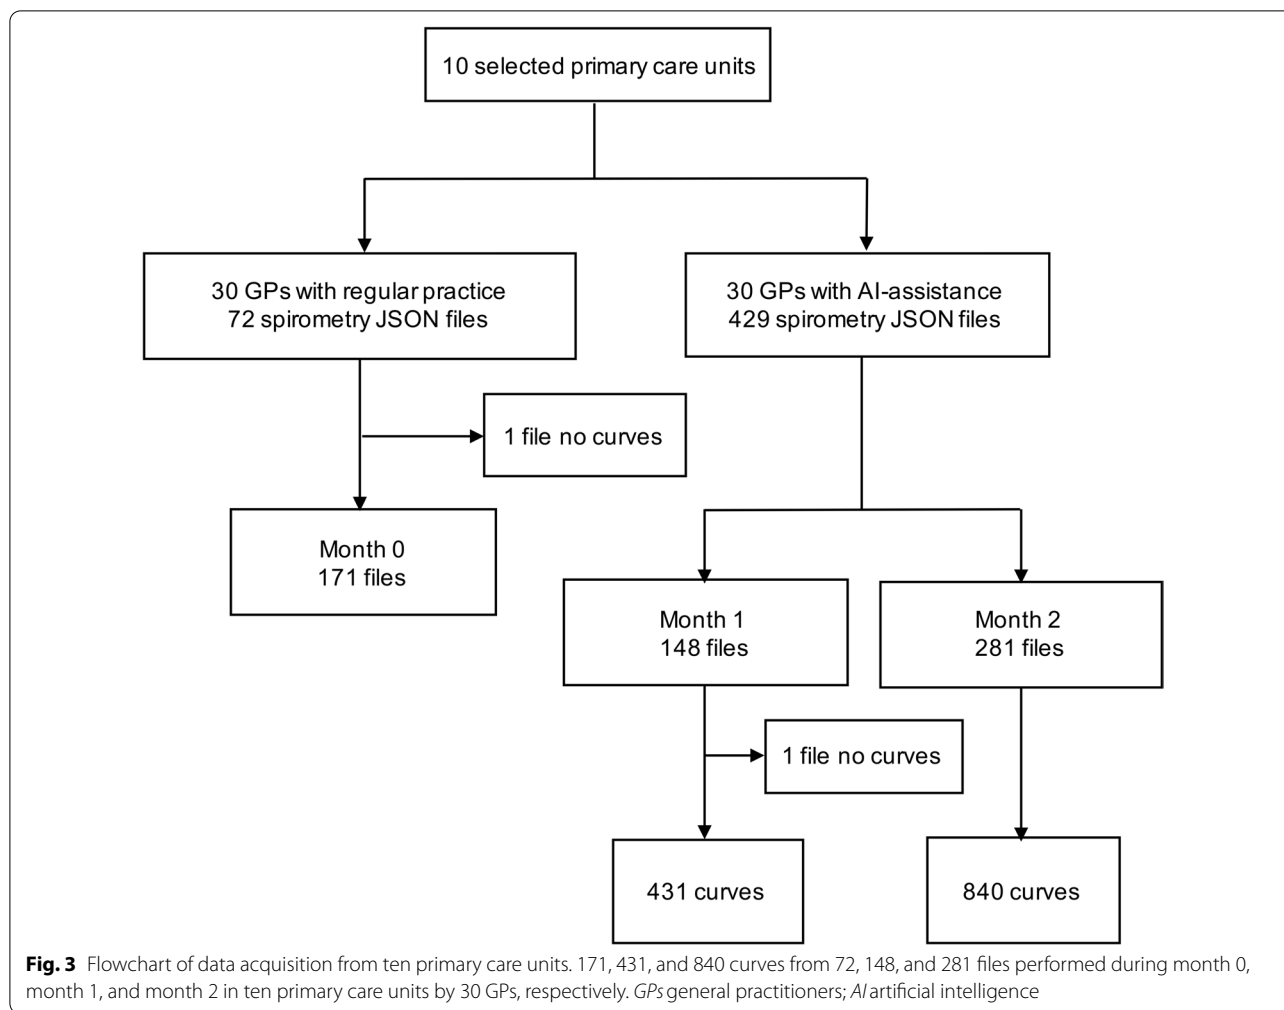 10 selected primary care units
30 GPs with regular practice
72 spirometry JSON files
30 GPs with AI-assistance
429 spirometry JSON files
1 file no curves
Month 0
171 files
Month 1
148 files
Month 2
281 files
1 file no curves
431 curves
840 curves
Fig. 3 Flowchart of data acquisition from ten primary care units. 171, 431, and 840 curves from 72, 148, and 281 files performed during month 0,
month 1, and month 2 in ten primary care units by 30 GPs, respectively. GPs general practitioners; AI artificial intelligence